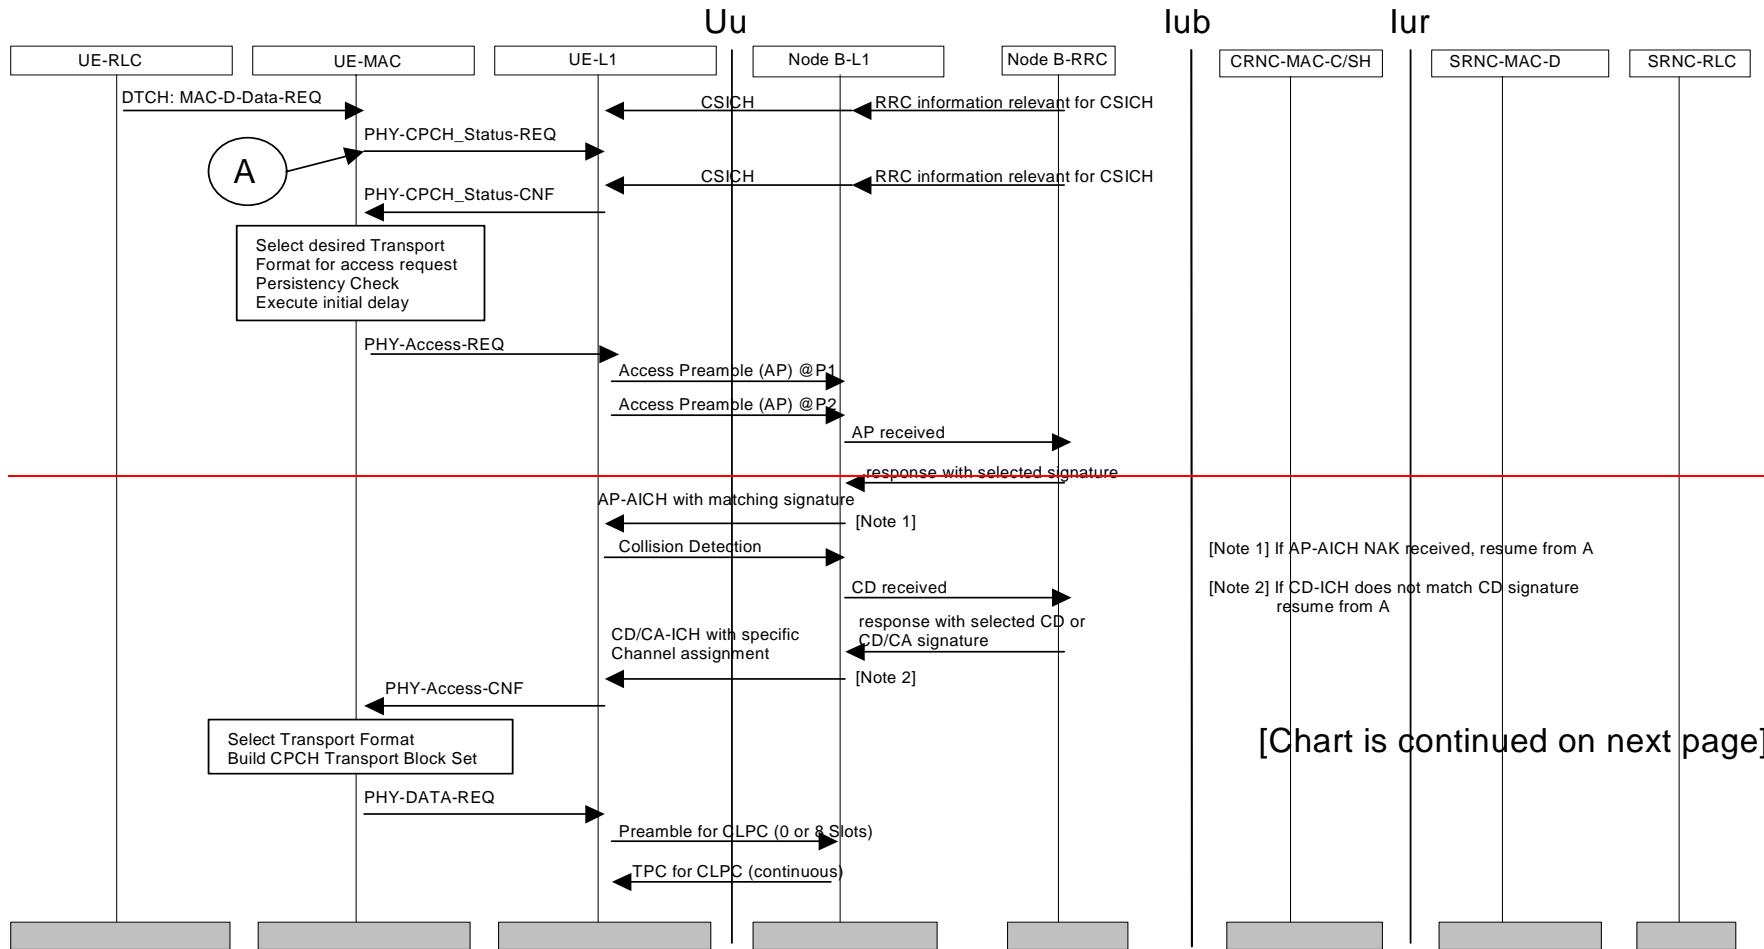 Uu
Iub
Iur
UE-RLC
UE-MAC
UE-L1
Node B-L1
Node B-RRC
CRNC-MAC-C/SH
SRNC-MAC-D
SRNC-RLC
DTCH: MAC-D-Data-REQ
CSICH
RRC information relevant for CSICH
PHY-CPCH_Status-REQ
A
CSICH
RRC information relevant for CSICH
PHY-CPCH_Status-CNF
Select desired Transport
Format for access request
Persistency Check
Execute initial delay
PHY-Access-REQ
Access Preamble (AP) @P1
Access Preamble (AP) @P2
AP received
response with selected signature
AP-AICH with matching signature
[Note 1]
Collision Detection
[Note 1] If AP-AICH NAK received, resume from A
CD received
[Note 2] If CD-ICH does not match CD signature
resume from A
response with selected CD or
CD/CA signature
CD/CA-ICH with specific
Channel assignment
[Note 2]
PHY-Access-CNF
Select Transport Format
Build CPCH Transport Block Set
[Chart is continued on next page]
PHY-DATA-REQ
Preamble for CLPC (0 or 8 Slots)
TPC for CLPC (continuous)